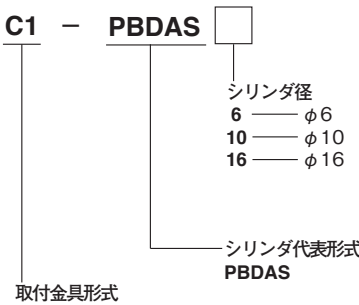 C1 － PBDAS
シリンダ径
6 φ6
10 φ10
16 φ16
シリンダ代表形式
PBDAS
取付金具形式